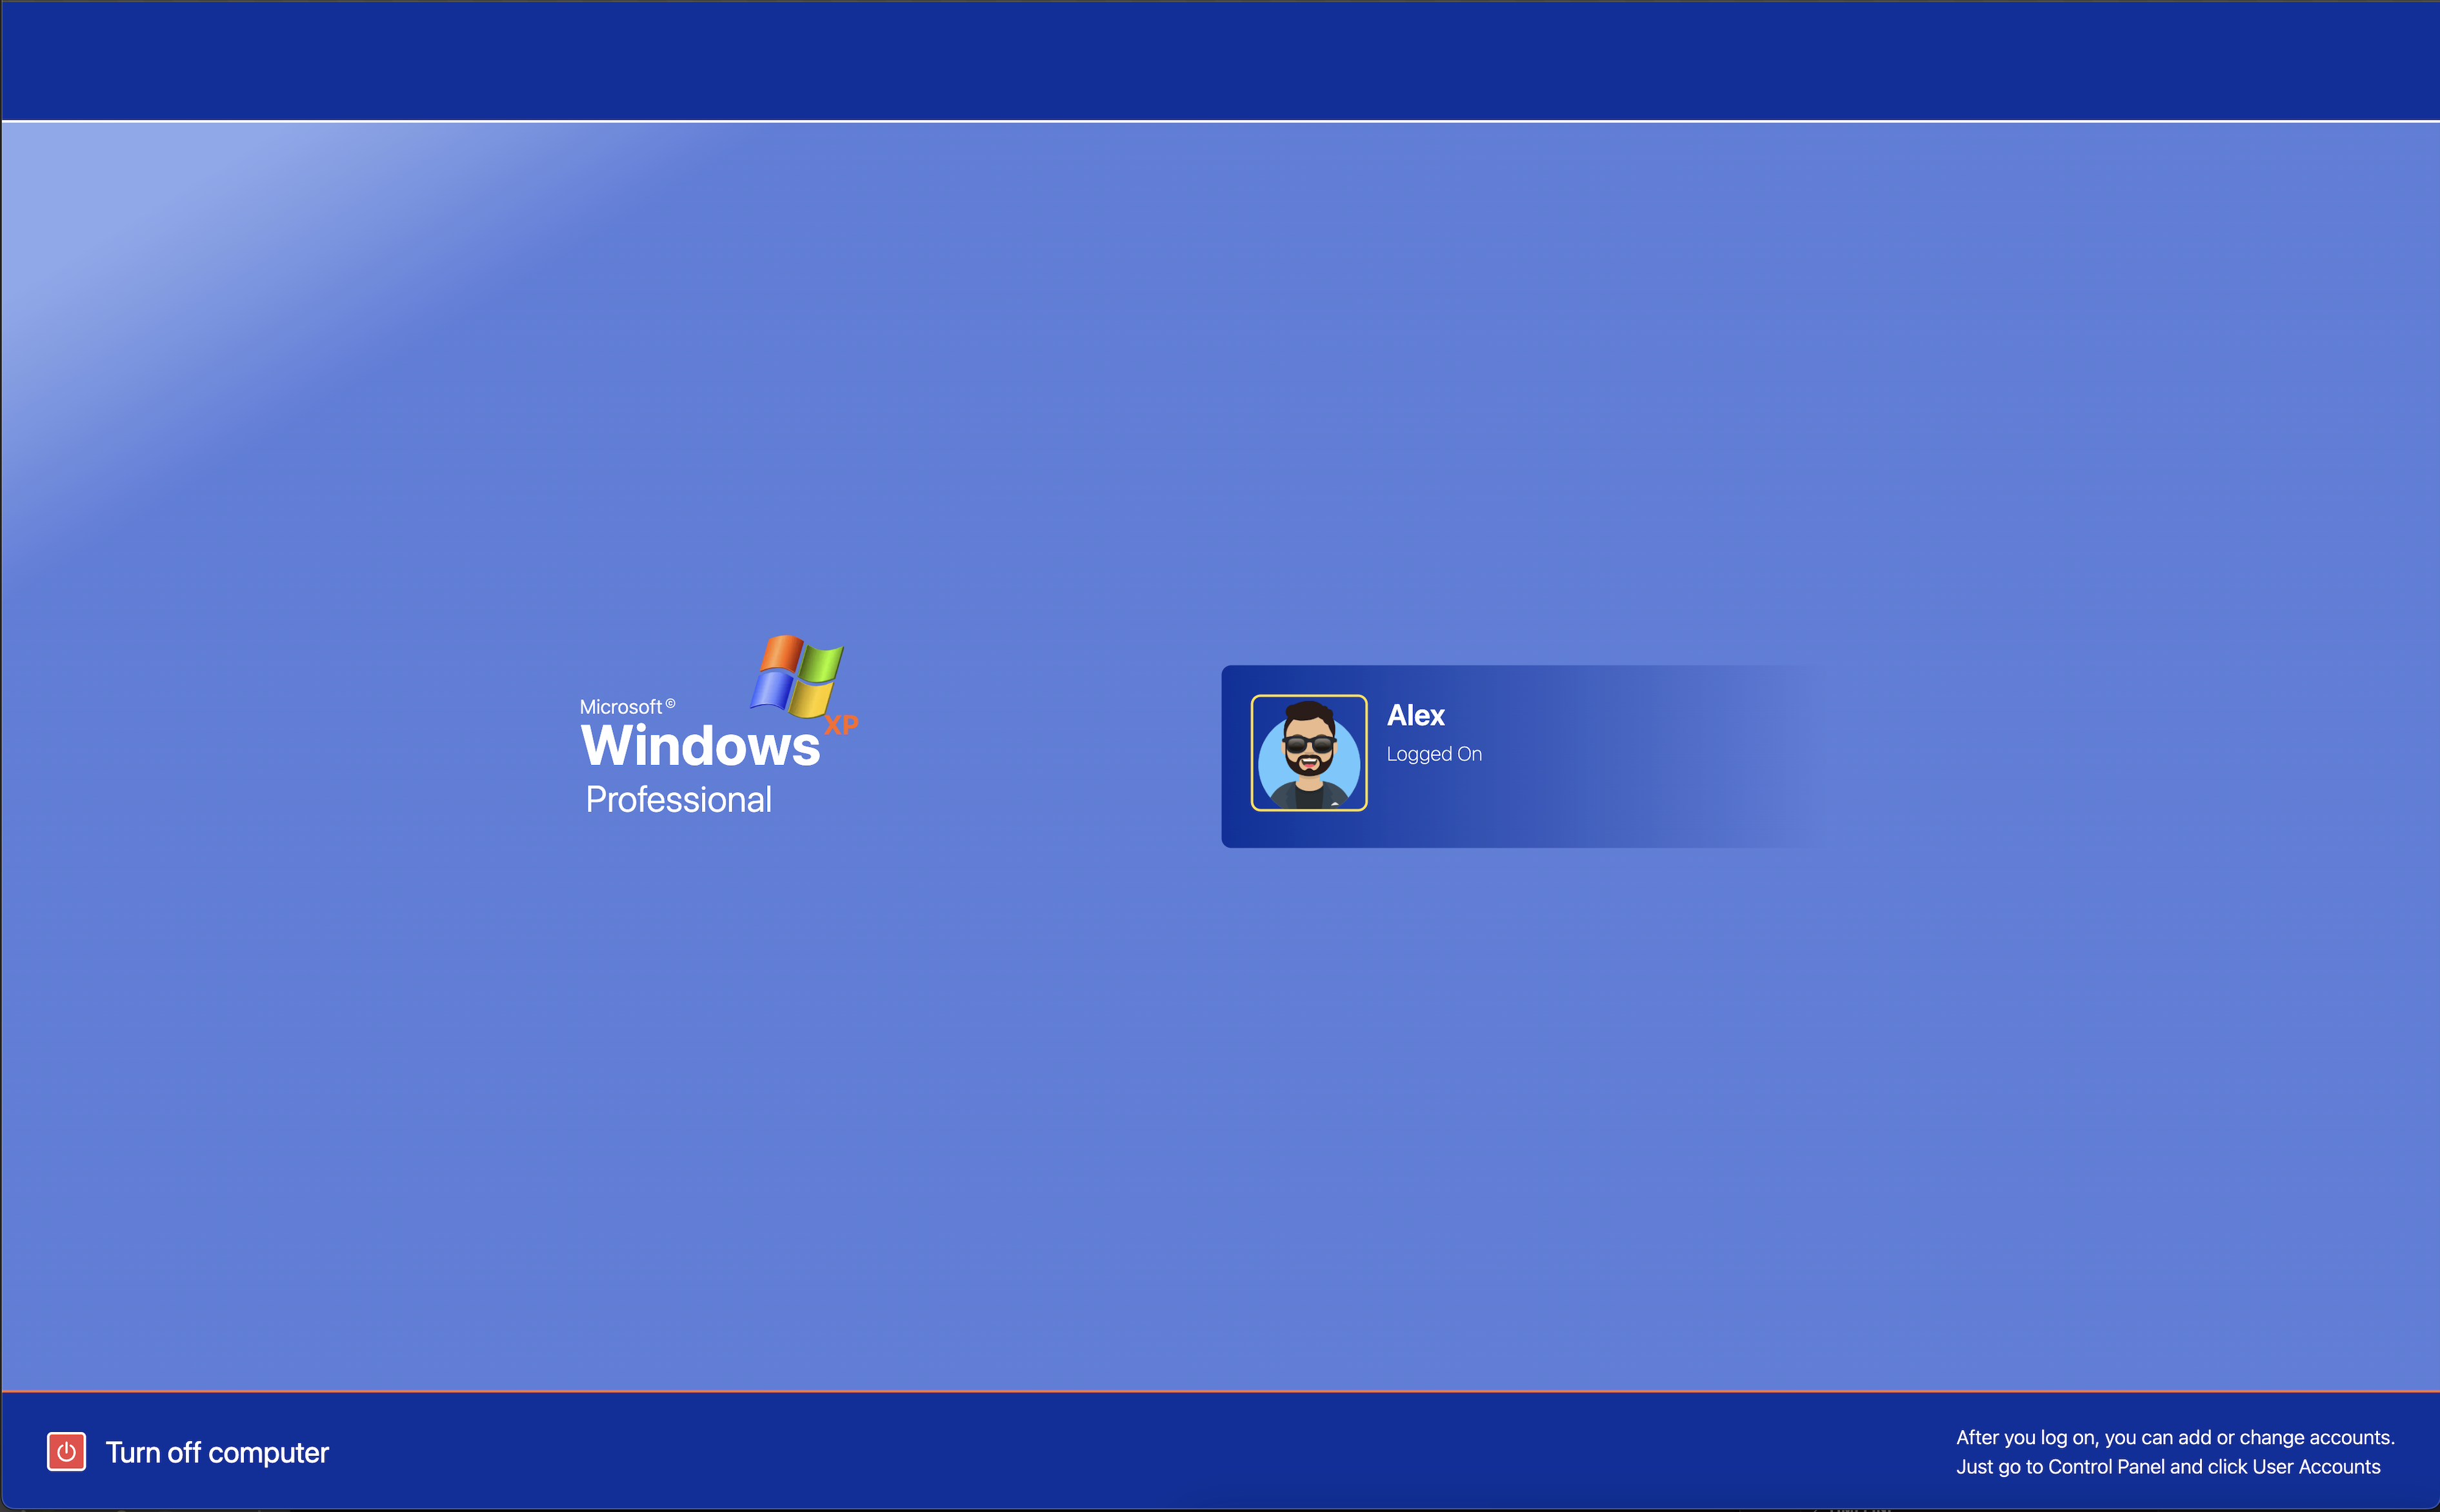 Microsoft©
Windows XP
Professional
Alex
Logged On
Turn off computer
After you log on, you can add or change accounts.
Just go to Control Panel and click User Accounts